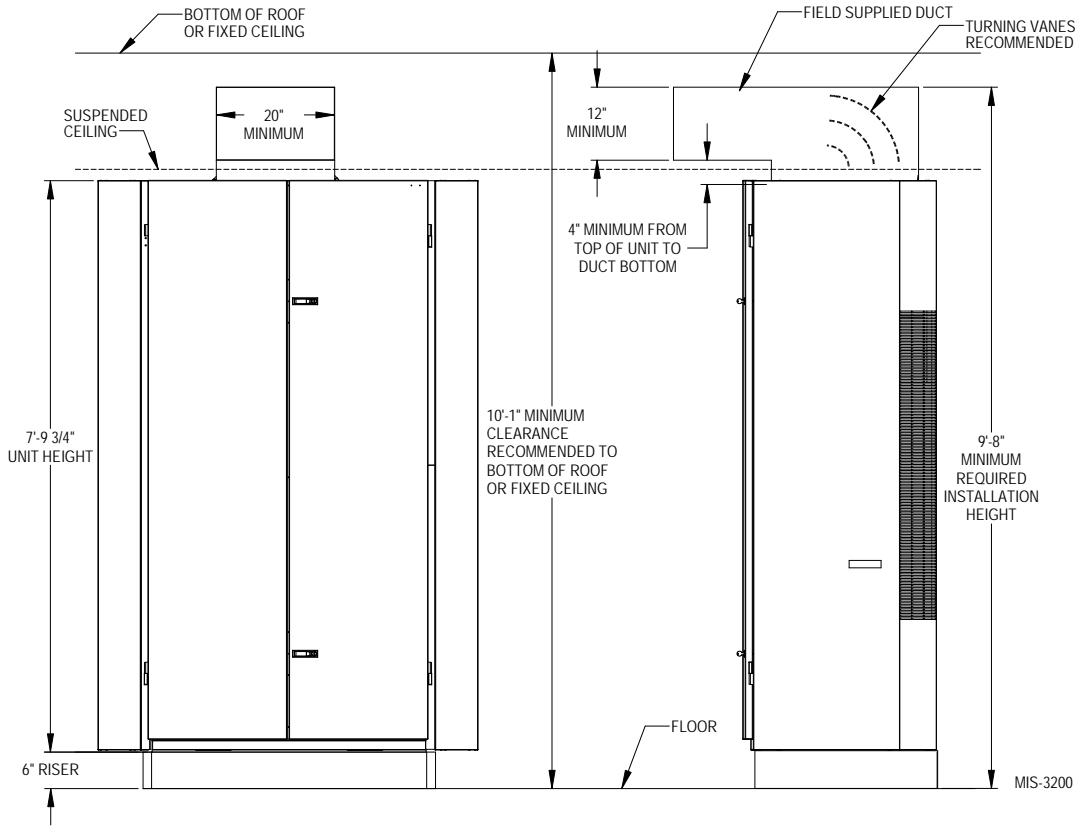 BOTTOM OF ROOF
OR FIXED CEILING
FIELD SUPPLIED DUCT
TURNING VANES
RECOMMENDED
SUSPENDED
CEILING
20"
MINIMUM
12"
MINIMUM
4" MINIMUM FROM
TOP OF UNIT TO
DUCT BOTTOM
7'-9 3/4"
UNIT HEIGHT
10'-1" MINIMUM
CLEARANCE
RECOMMENDED TO
BOTTOM OF ROOF
OR FIXED CEILING
9'-8"
MINIMUM
REQUIRED
INSTALLATION
HEIGHT
FLOOR
6" RISER
MIS-3200